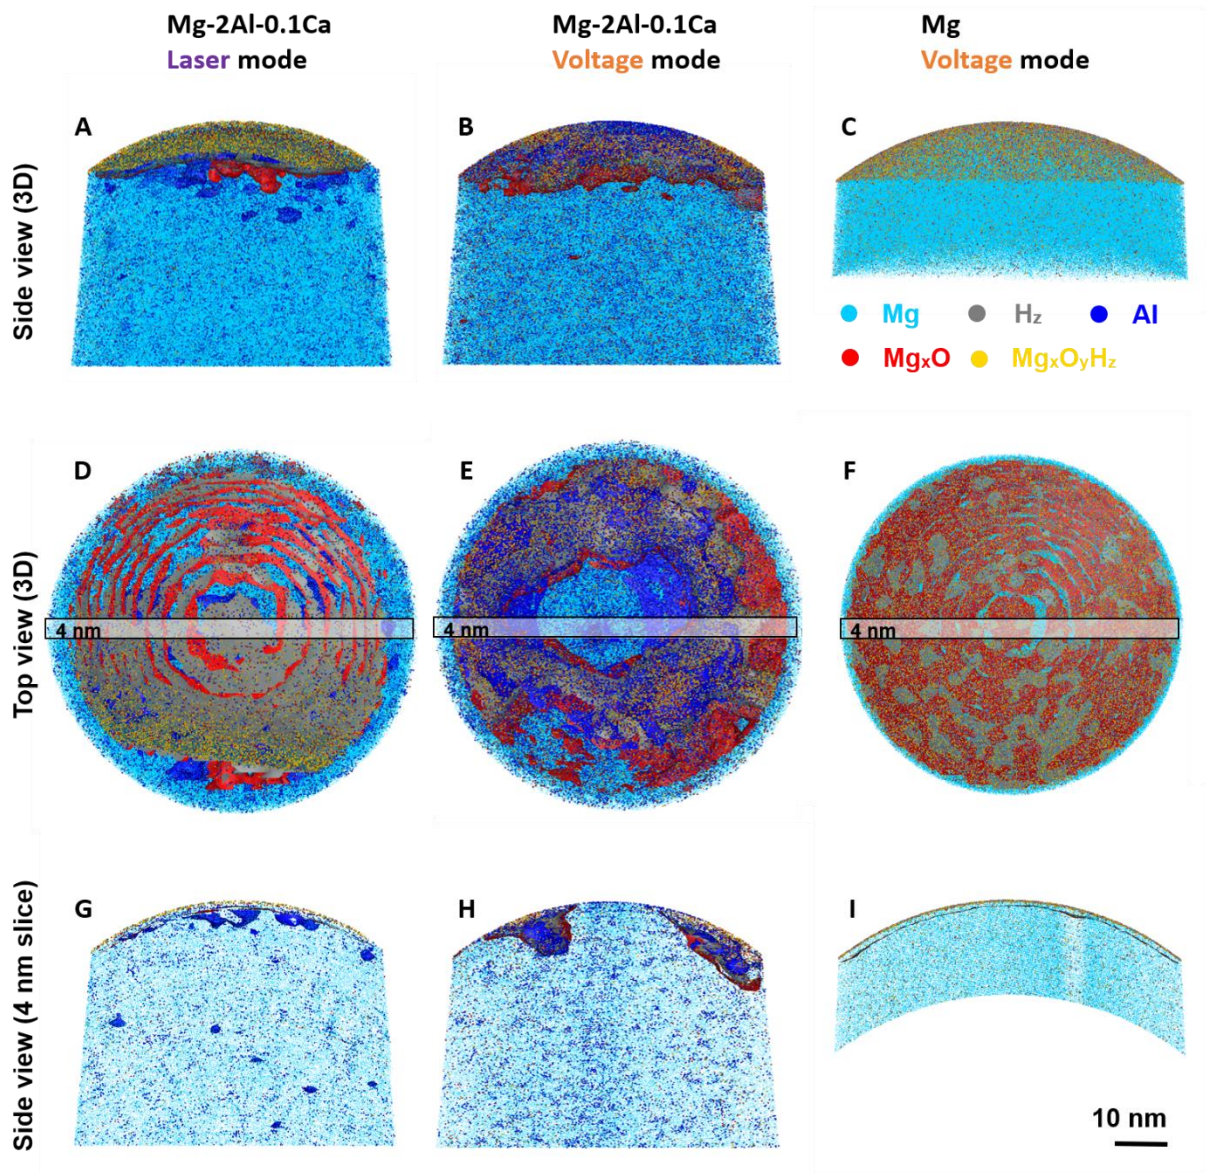 Mg-2Al-0.1Ca
Laser mode
Mg-2Al-0.1Ca
Voltage mode
Mg
Voltage mode
Side view (3D)
A
B
C
Mg
Hz
Al
MgxO
MgxOyHz
Top view (3D)
D
E
F
4 nm
4 nm
4 nm
Side view (4 nm slice)
G
H
I
10 nm